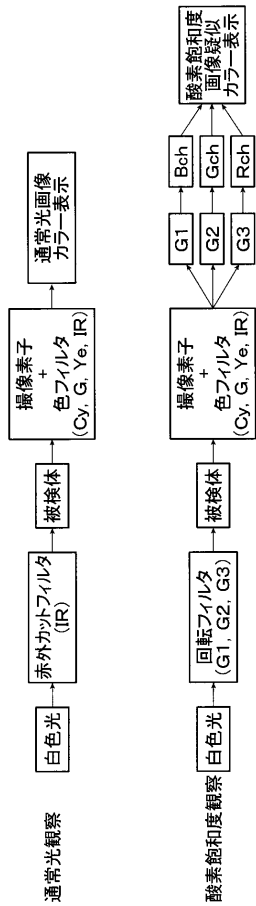 通常光観察
白色光
赤外カットフィルタ
(IR)
被検体
撮像素子
+
色フィルタ
(Cy, G, Ye, IR)
通常光画像
カラー表示
酸素飽和度観察
白色光
回転フィルタ
(G1, G2, G3)
被検体
撮像素子
+
色フィルタ
(Cy, G, Ye, IR)
G1
Bch
G2
Gch
G3
Rch
酸素飽和度
画像疑似
カラー表示